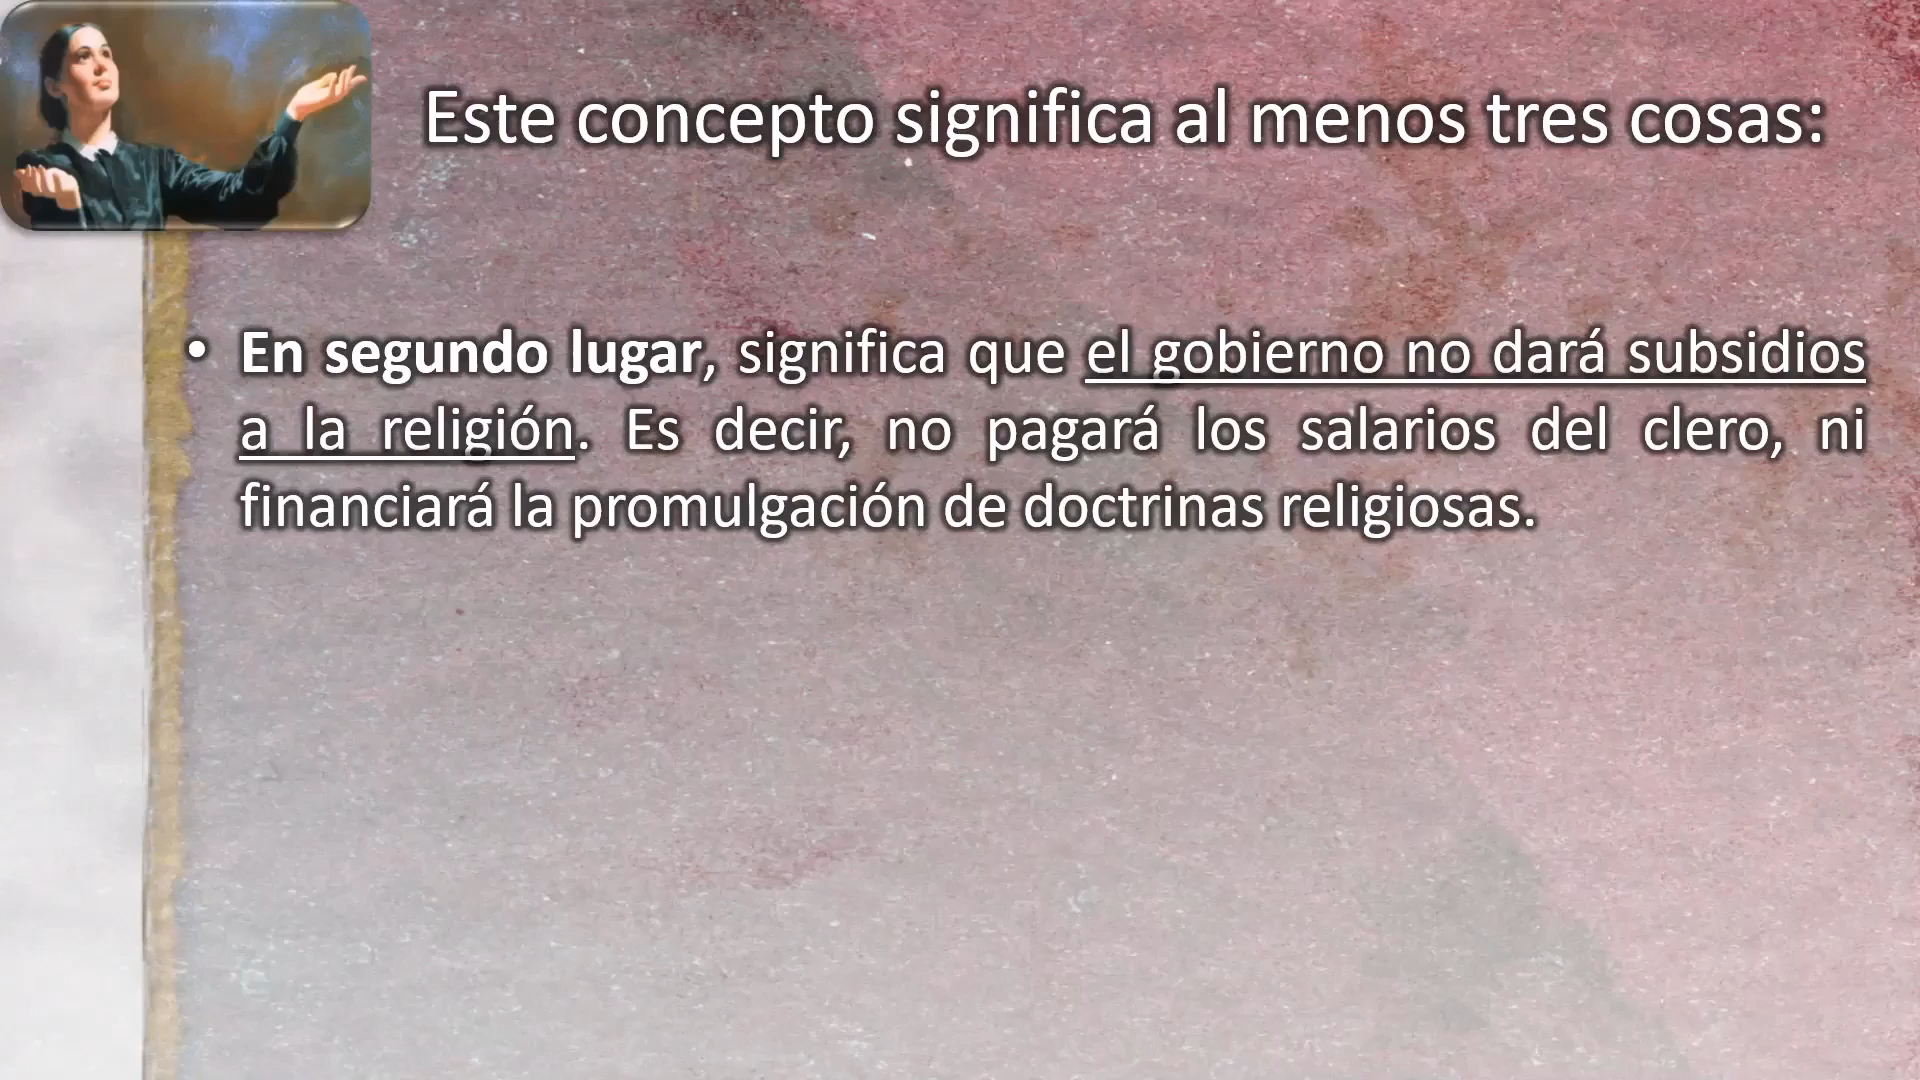 Este concepto significa al menos tres cosas:
• En segundo lugar, significa que el gobierno no dará subsidios
a la religión. Es decir, no pagará los salarios del clero, ni
financiará la promulgación de doctrinas religiosas.